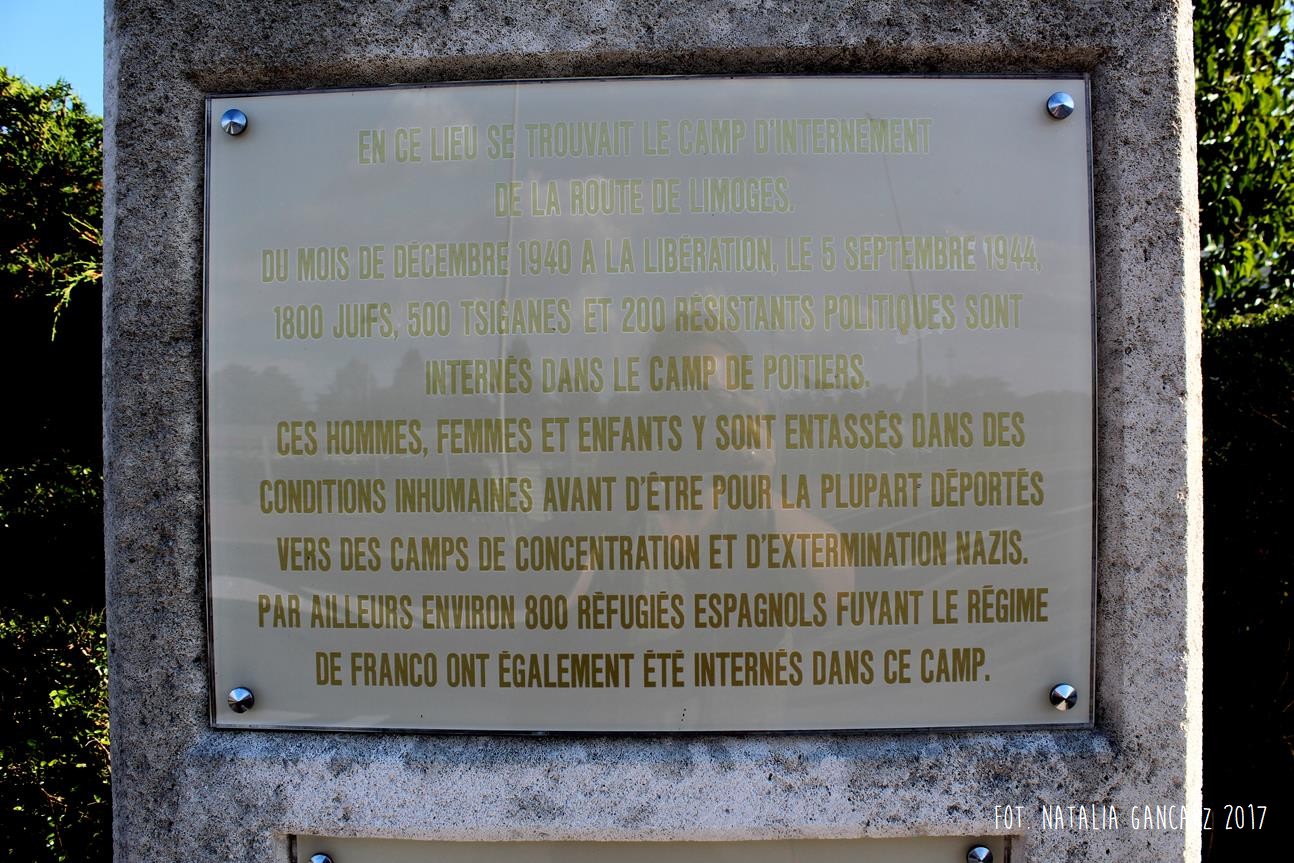 EN CE LIEU SE TROUVAIT LE CAMP D'INTERNEMENT
DE LA ROUTE DE LIMOGES.
DU MOIS DE DÉCEMBRE 1940 A LA LIBÉRATION, LE 5 SEPTEMBRE 1944,
1800 JUIFS, 500 TSIGANES ET 200 RÉSISTANTS POLITIQUES SONT
INTERNÉS DANS LE CAMP DE POITIERS.
CES HOMMES, FEMMES ET ENFANTS Y SONT ENTASSÉS DANS DES
CONDITIONS INHUMAINES AVANT D'ÊTRE POUR LA PLUPART DÉPORTÉS
VERS DES CAMPS DE CONCENTRATION ET D'EXTERMINATION NAZIS.
PAR AILLEURS ENVIRON 800 RÉFUGIÉS ESPAGNOLS FUYANT LE RÉGIME
DE FRANCO ONT ÉGALEMENT ÉTÉ INTERNÉS DANS CE CAMP.
FOT. NATALIA 2017